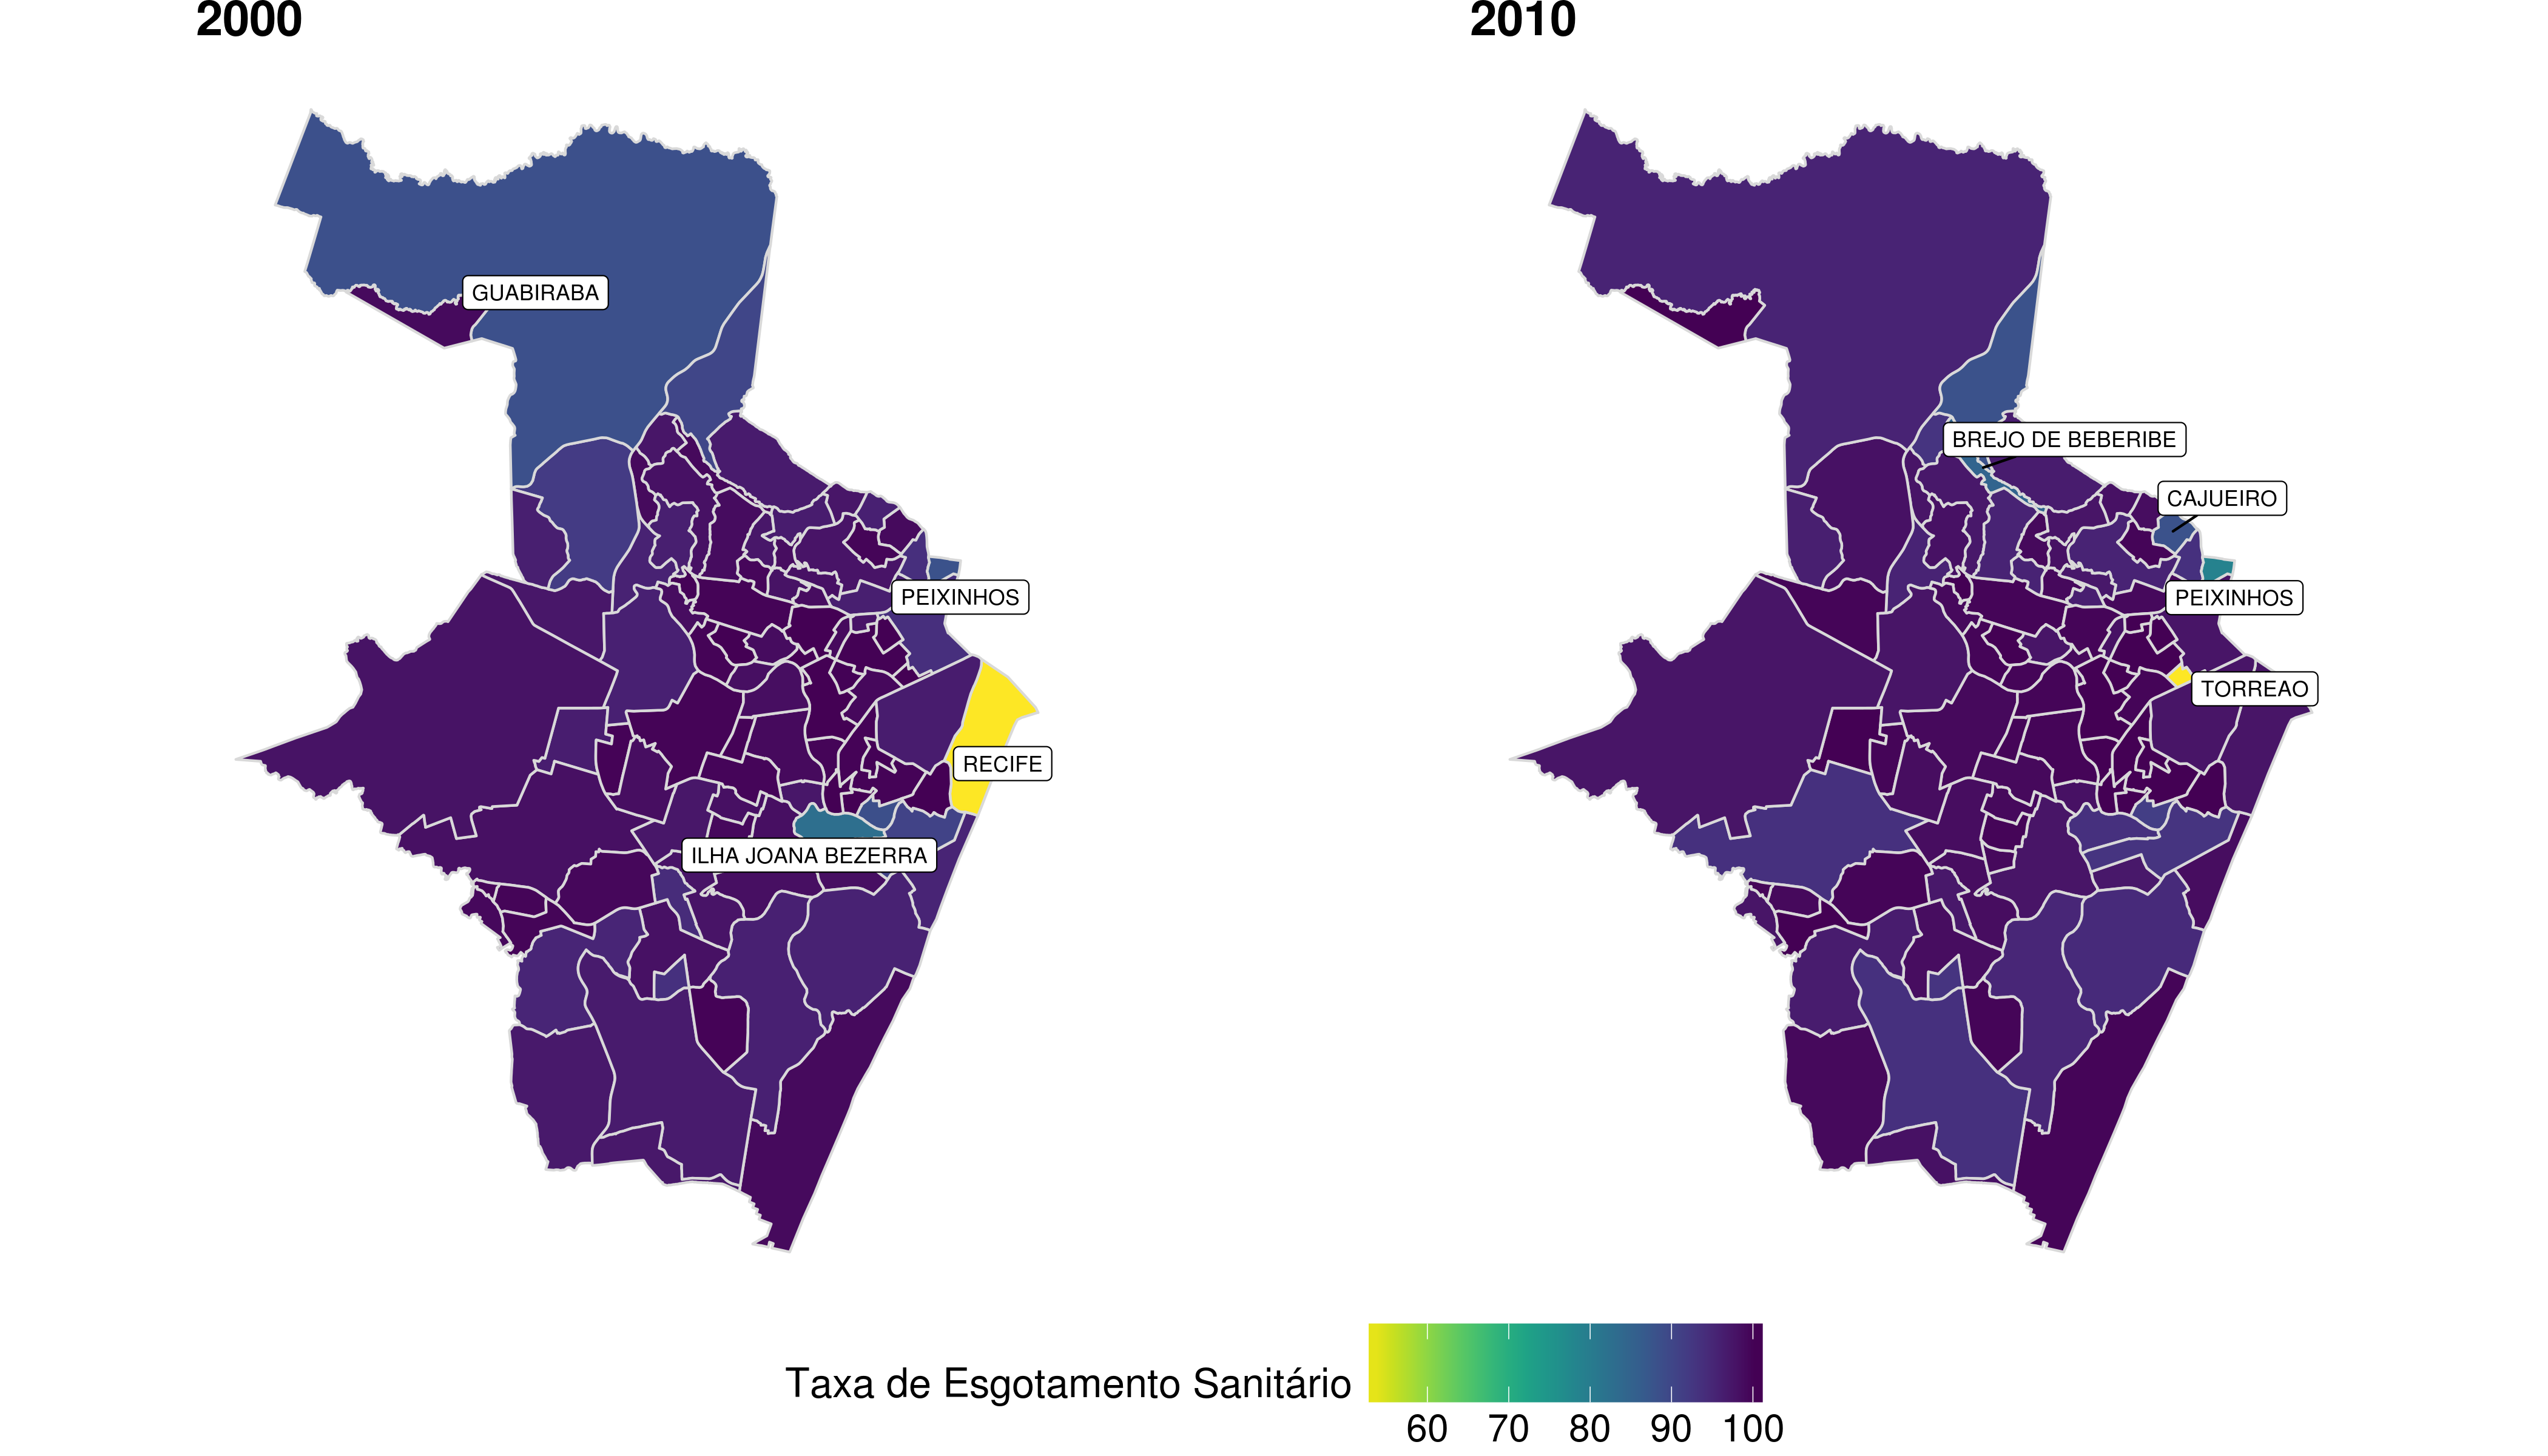 2000
2010
GUABIRABA
PEIXINHOS
RECIFE
ILHA JOANA BEZERRA
BREJO DE BEBERIBE
CAJUEIRO
PEIXINHOS
TORREAO
Taxa de Esgotamento Sanitário
60 70 80 90 100